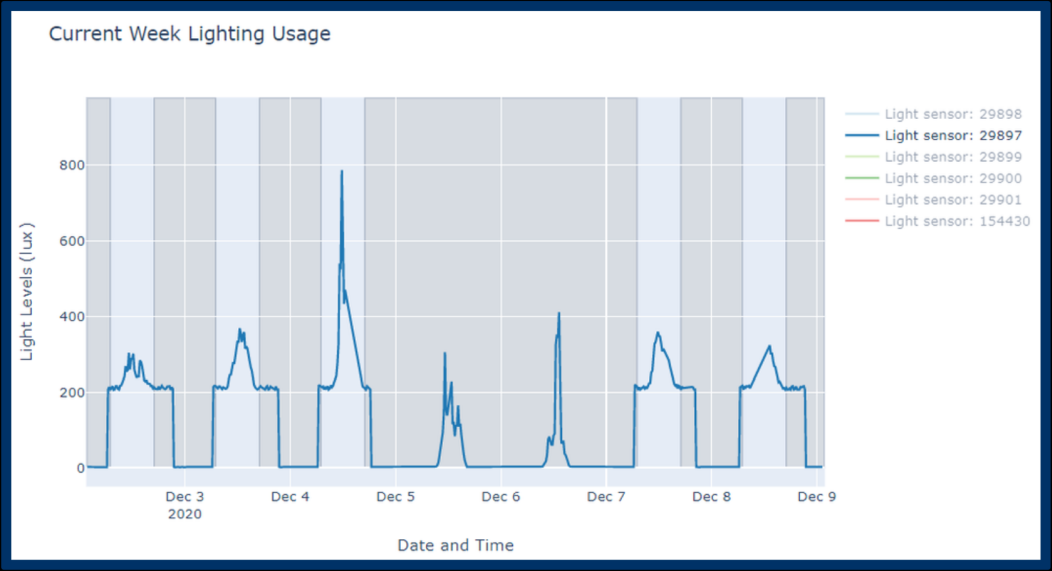 Current Week Lighting Usage
Light sensor: 29898
Light sensor: 29897
Light sensor: 29899
Light sensor: 29900
Light sensor: 29901
Light sensor: 154430
Light Levels (lux)
800
600
400
200
0
Dec 3
2020
Dec 4
Dec 5
Dec 6
Dec 7
Dec 8
Dec 9
Date and Time